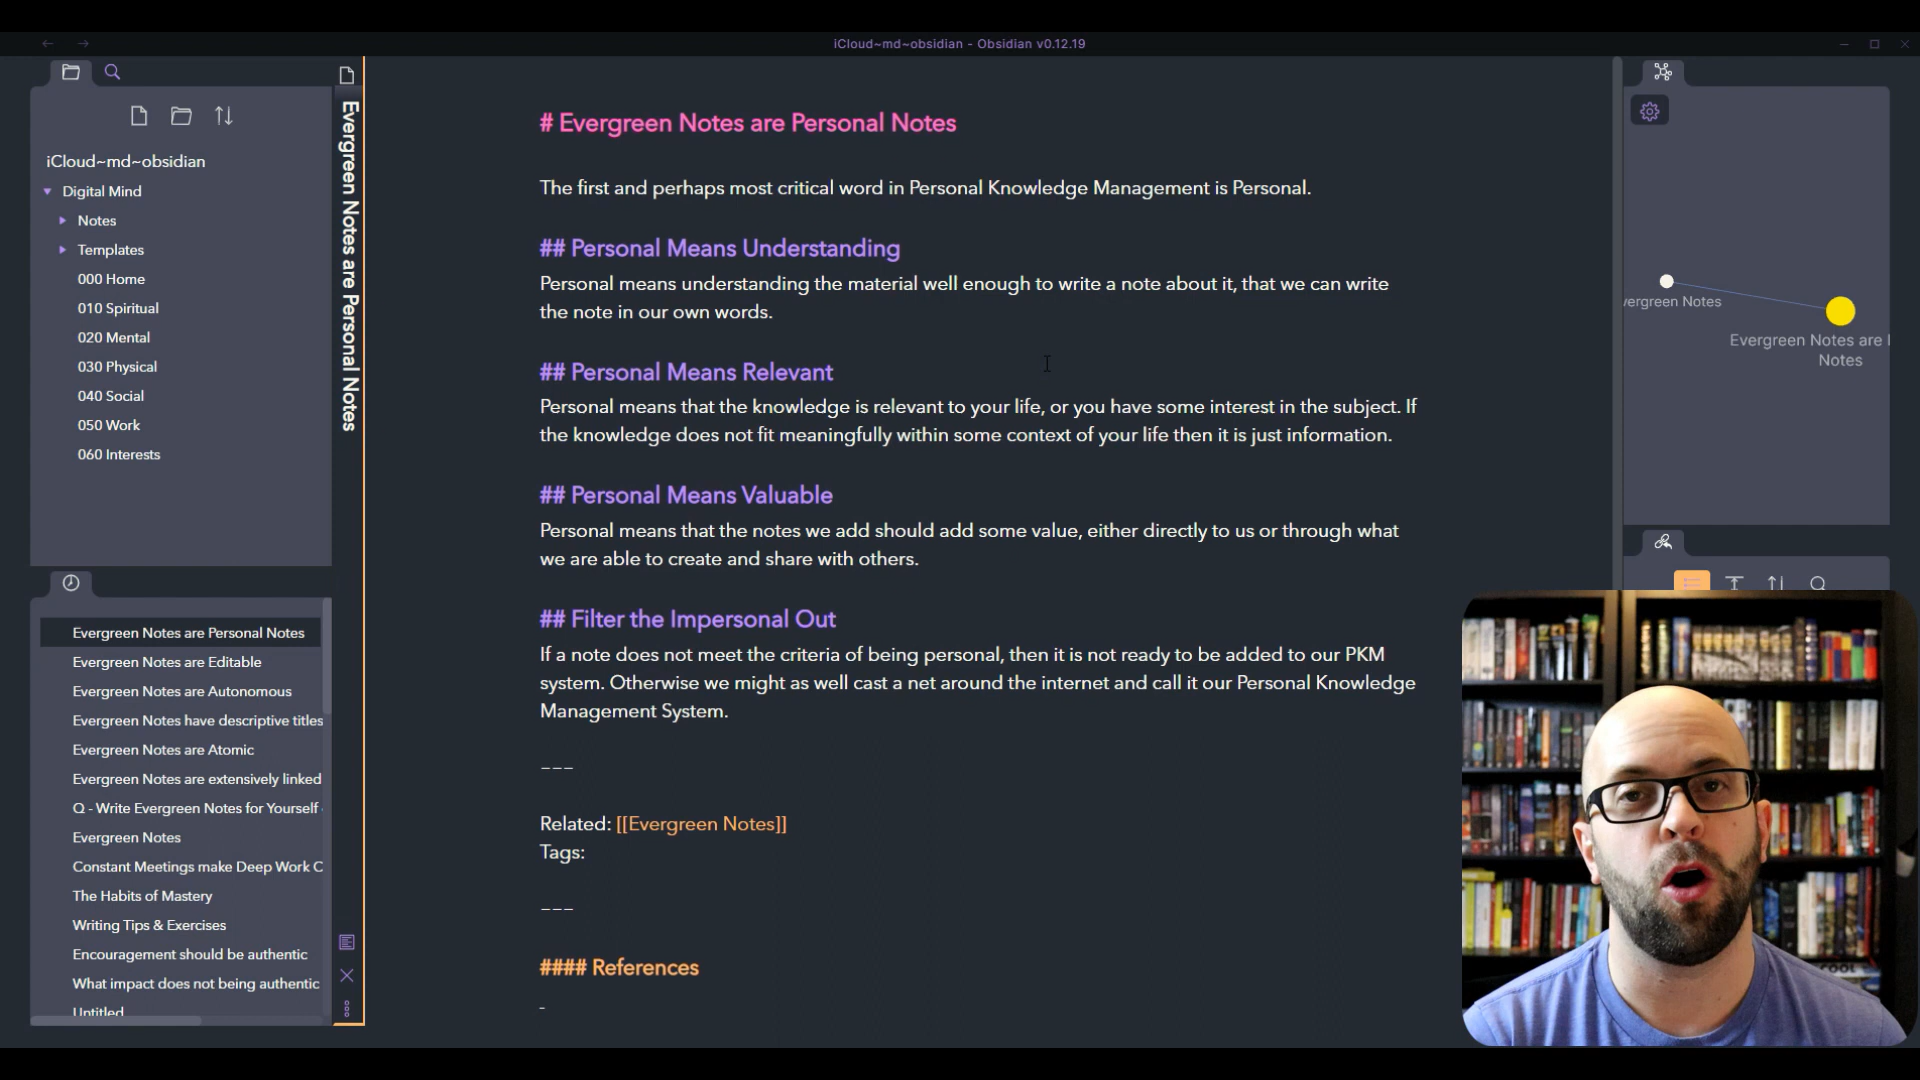 iCloud~md~obsidian - Obsidian v0.12.19
iCloud~md~obsidian
Digital Mind
Notes
Templates
000 Home
010 Spiritual
020 Mental
030 Physical
040 Social
050 Work
060 Interests
Evergreen Notes are Personal Notes
Evergreen Notes are Editable
Evergreen Notes are Autonomous
Evergreen Notes have descriptive titles
Evergreen Notes are Atomic
Evergreen Notes are extensively linked
Q - Write Evergreen Notes for Yourself
Evergreen Notes
Constant Meetings make Deep Work C
The Habits of Mastery
Writing Tips & Exercises
Encouragement should be authentic
What impact does not being authentic
Untitled
Evergreen Notes are Personal Notes
# Evergreen Notes are Personal Notes
The first and perhaps most critical word in Personal Knowledge Management is Personal.
## Personal Means Understanding
Personal means understanding the material well enough to write a note about it, that we can write
the note in our own words.
## Personal Means Relevant
Personal means that the knowledge is relevant to your life, or you have some interest in the subject. If
the knowledge does not fit meaningfully within some context of your life then it is just information.
## Personal Means Valuable
Personal means that the notes we add should add some value, either directly to us or through what
we are able to create and share with others.
## Filter the Impersonal Out
If a note does not meet the criteria of being personal, then it is not ready to be added to our PKM
system. Otherwise we might as well cast a net around the internet and call it our Personal Knowledge
Management System.
---
Related: [[Evergreen Notes]]
Tags:
---
#### References
-
vergreen Notes
Evergreen Notes are
Notes